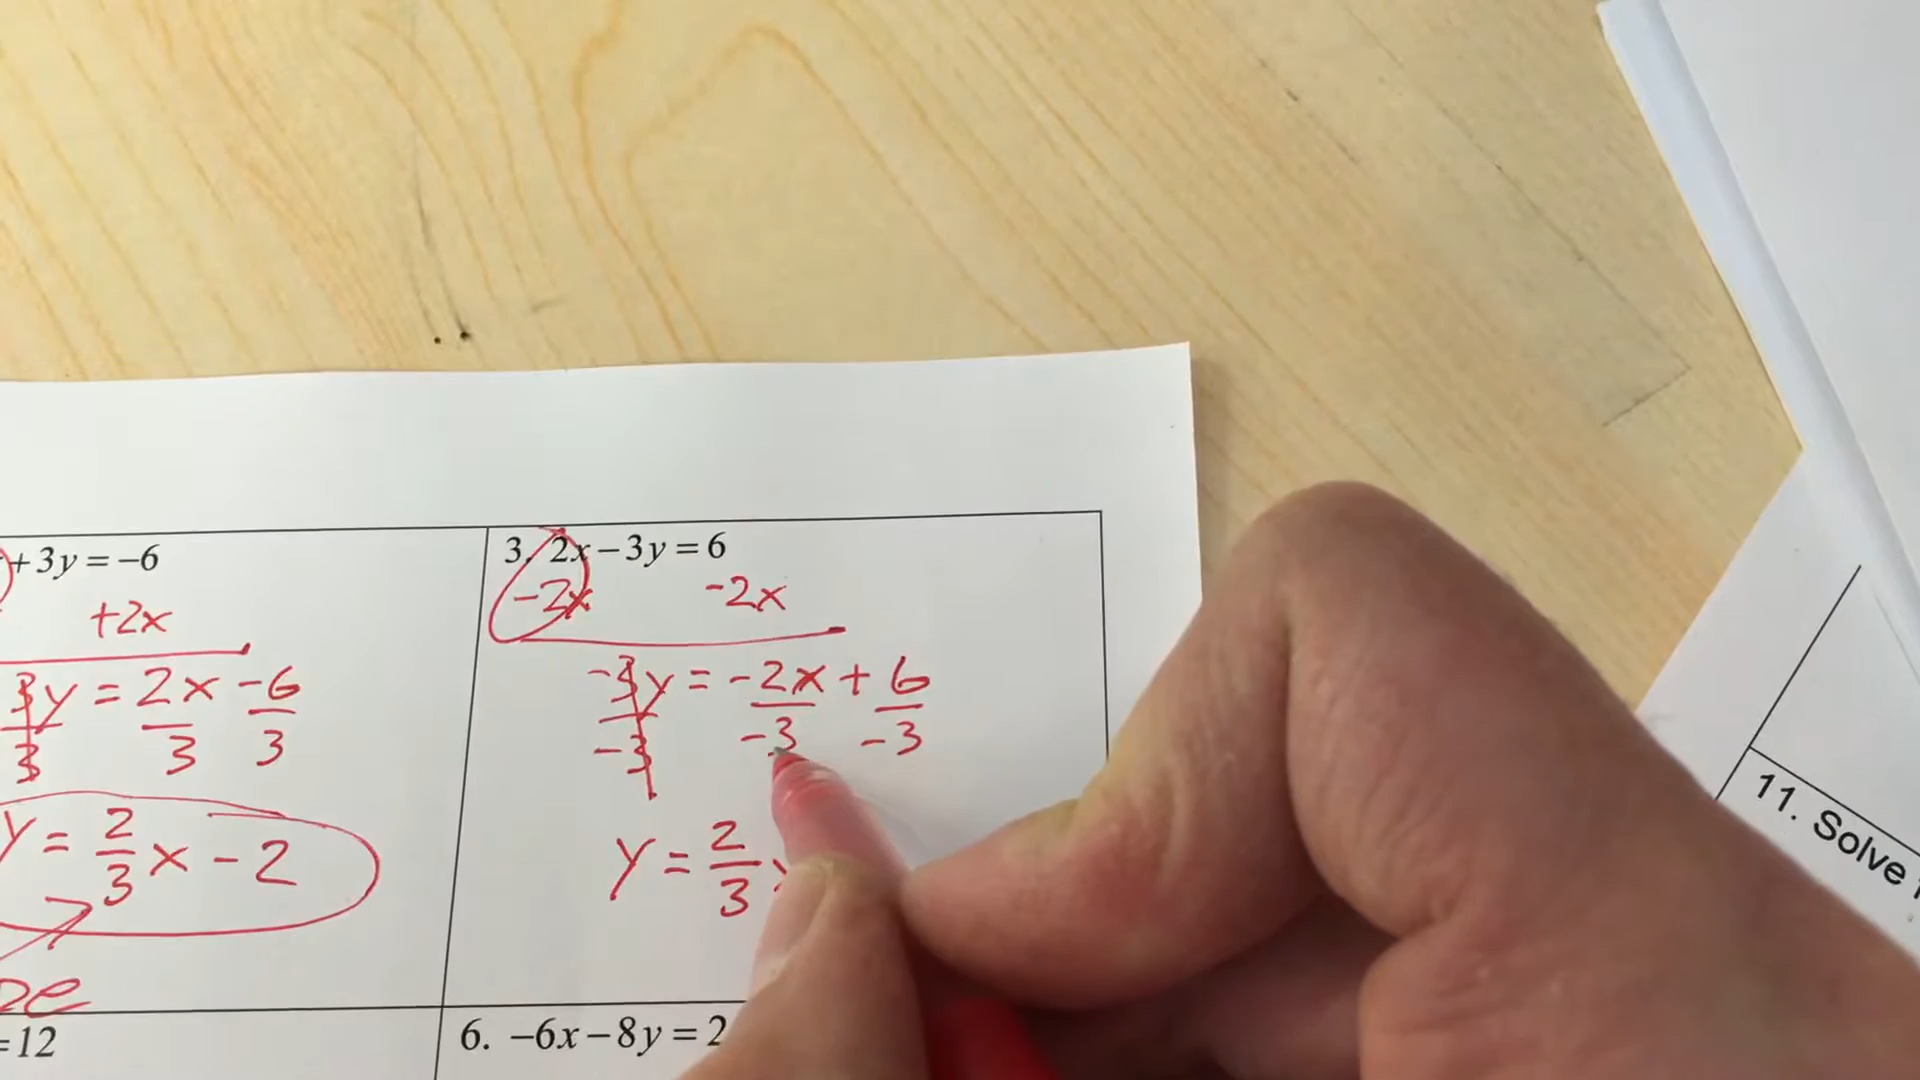 +3y = -6
+2x
3y = 2x - 6
3 3 3
y = 2/3 x - 2
=12
3. 2x - 3y = 6
-2x -2x
-3y = -2x + 6
-3 -3 -3
y = 2/3
6. -6x - 8y = 2
11. Solve